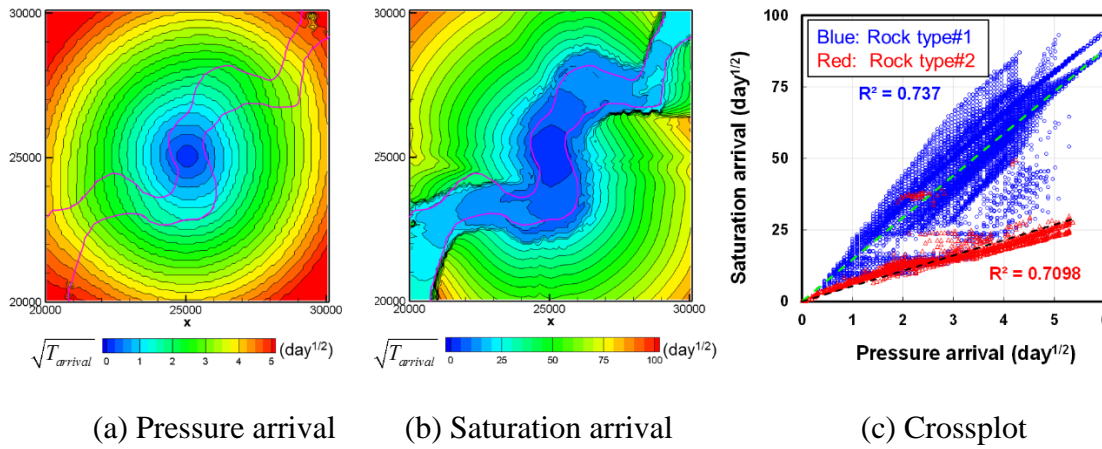 30000
25000
20000
20000 25000 30000
x
√T_arrival 0 1 2 3 4 5 (day^1/2)
(a) Pressure arrival
30000
25000
20000
20000 25000 30000
x
√T_arrival 0 25 50 75 100 (day^1/2)
(b) Saturation arrival
100
75
50
25
0
Saturation arrival (day^1/2)
Blue: Rock type#1
Red: Rock type#2
R² = 0.737
R² = 0.7098
0 1 2 3 4 5 6
Pressure arrival (day^1/2)
(c) Crossplot